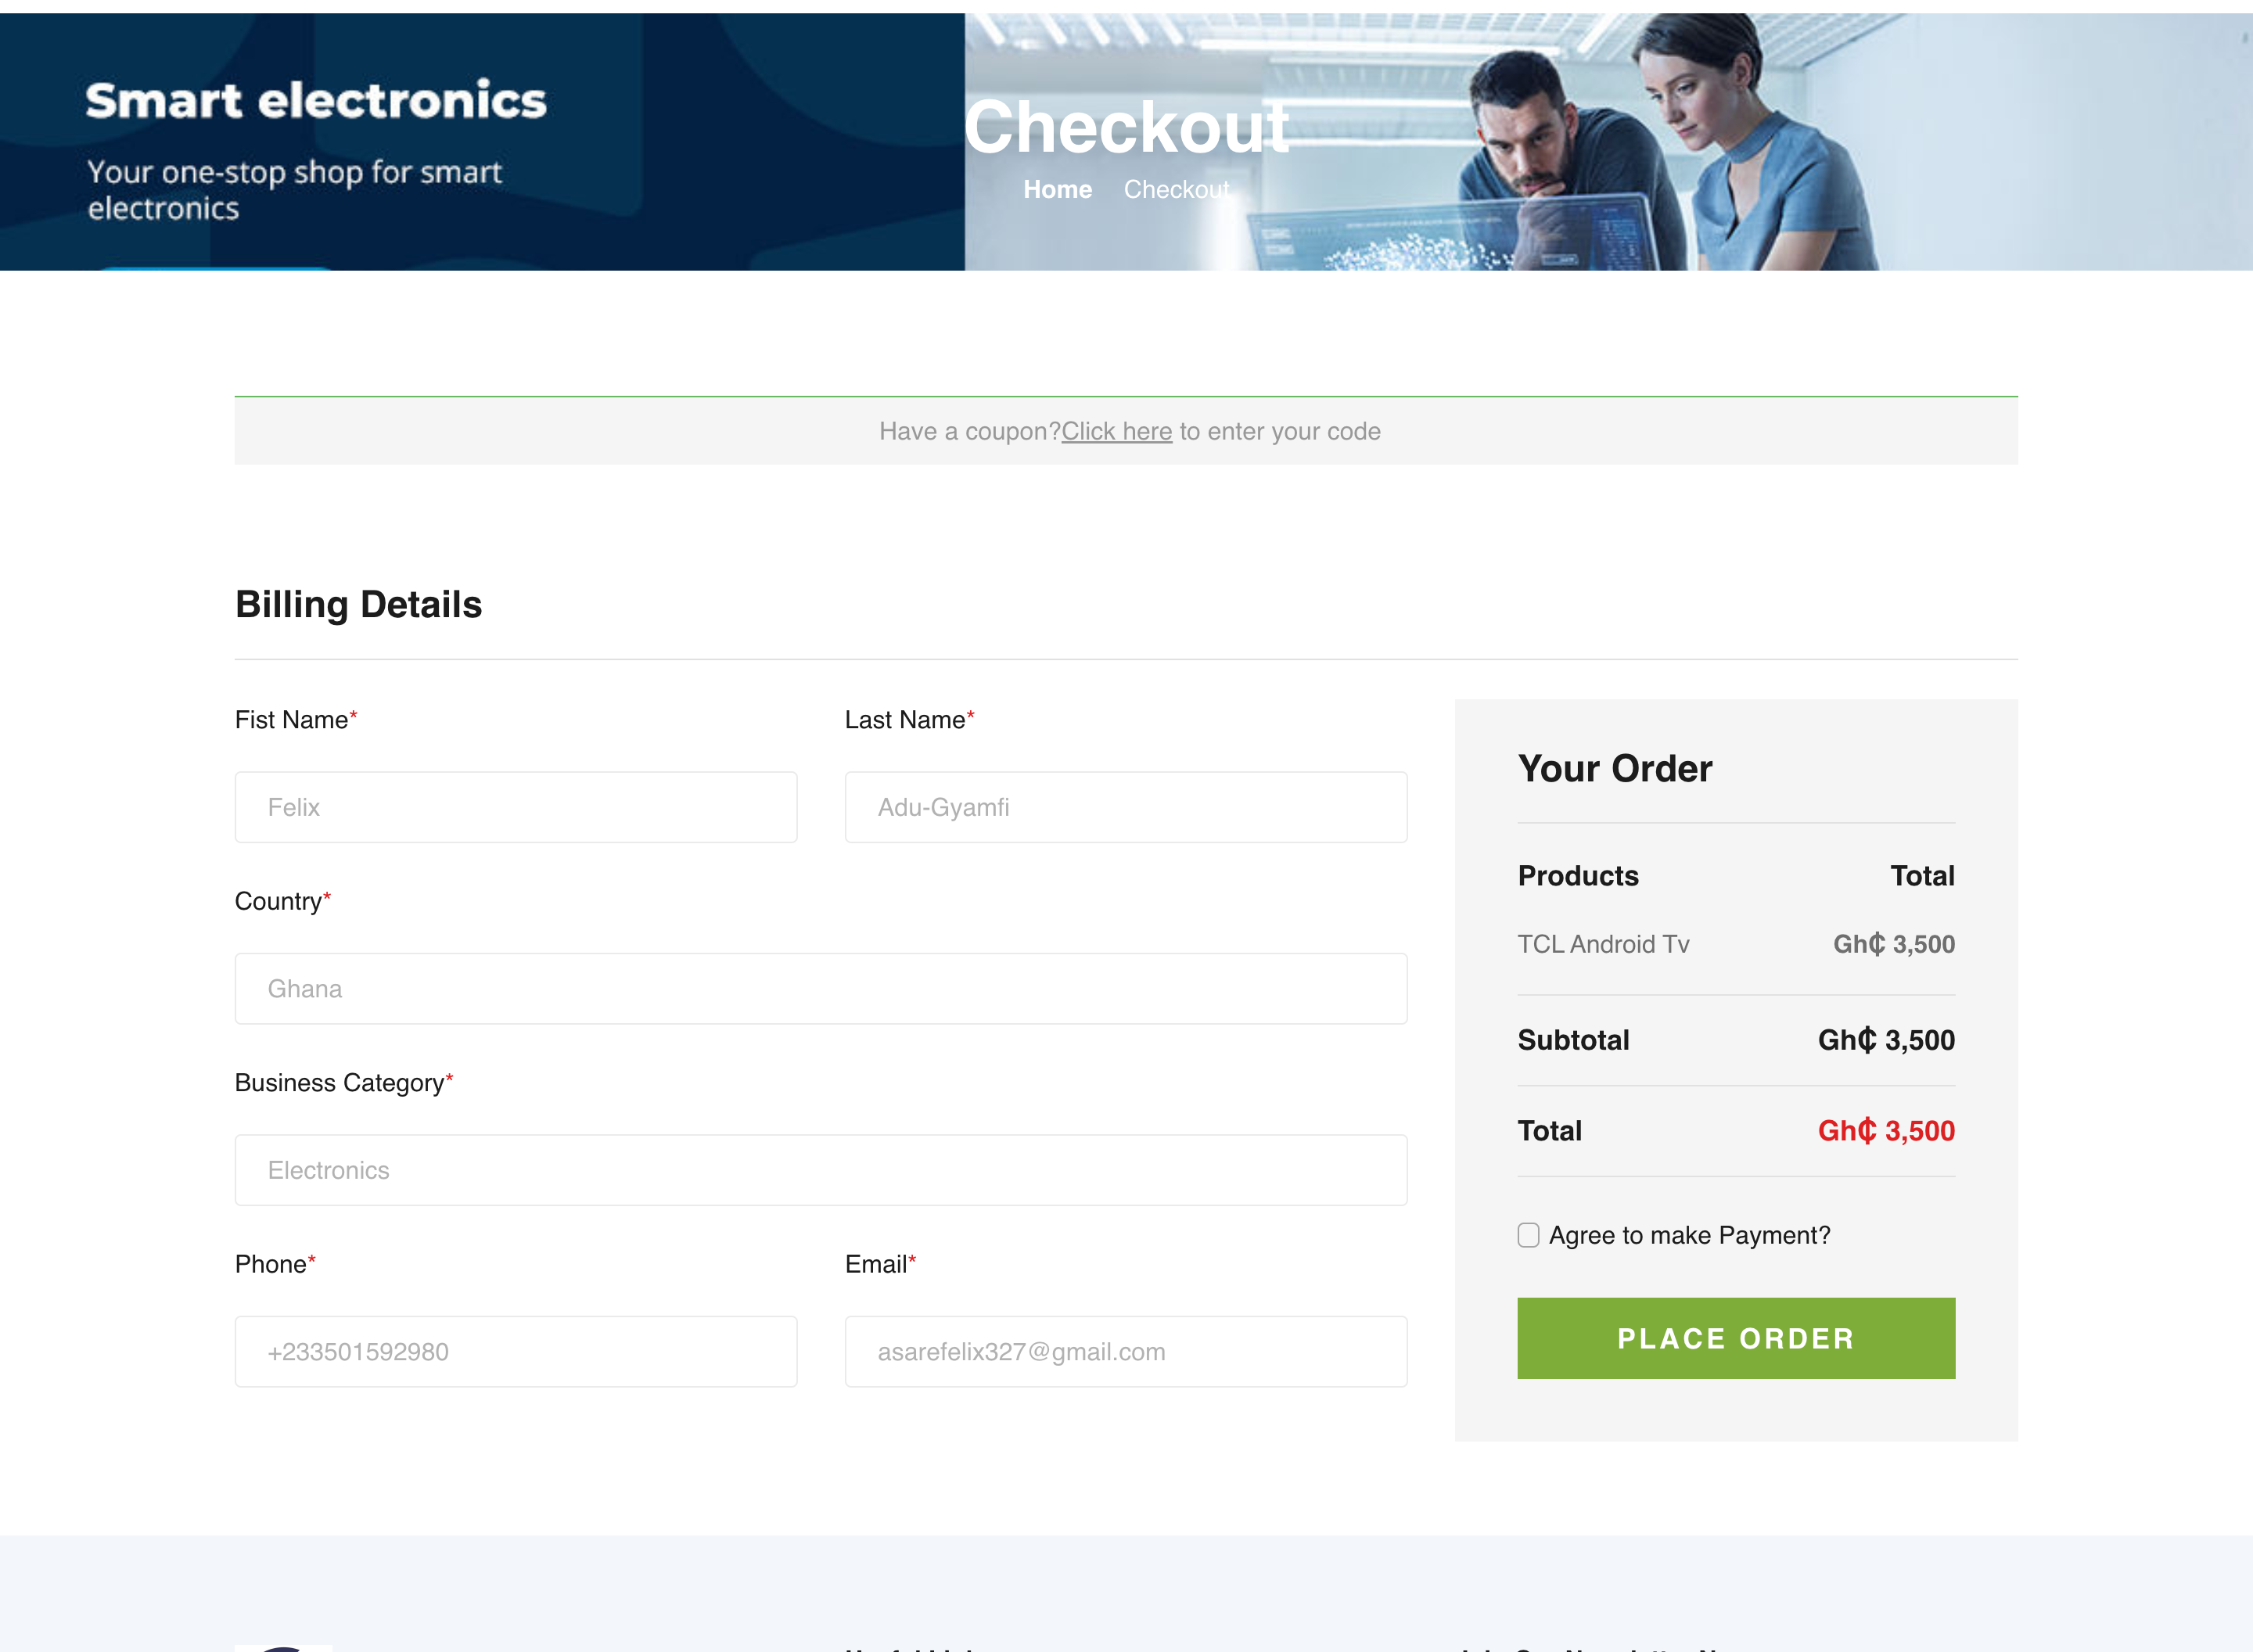 Smart electronics
Your one-stop shop for smart
electronics
Checkout
Home Checkout
Have a coupon?Click here to enter your code
Billing Details
Fist Name*
Last Name*
Felix
Adu-Gyamfi
Country*
Ghana
Business Category*
Electronics
Phone*
Email*
+233501592980
asarefelix327@gmail.com
Your Order
Products Total
TCL Android Tv Gh₵ 3,500
Subtotal Gh₵ 3,500
Total Gh₵ 3,500
Agree to make Payment?
PLACE ORDER